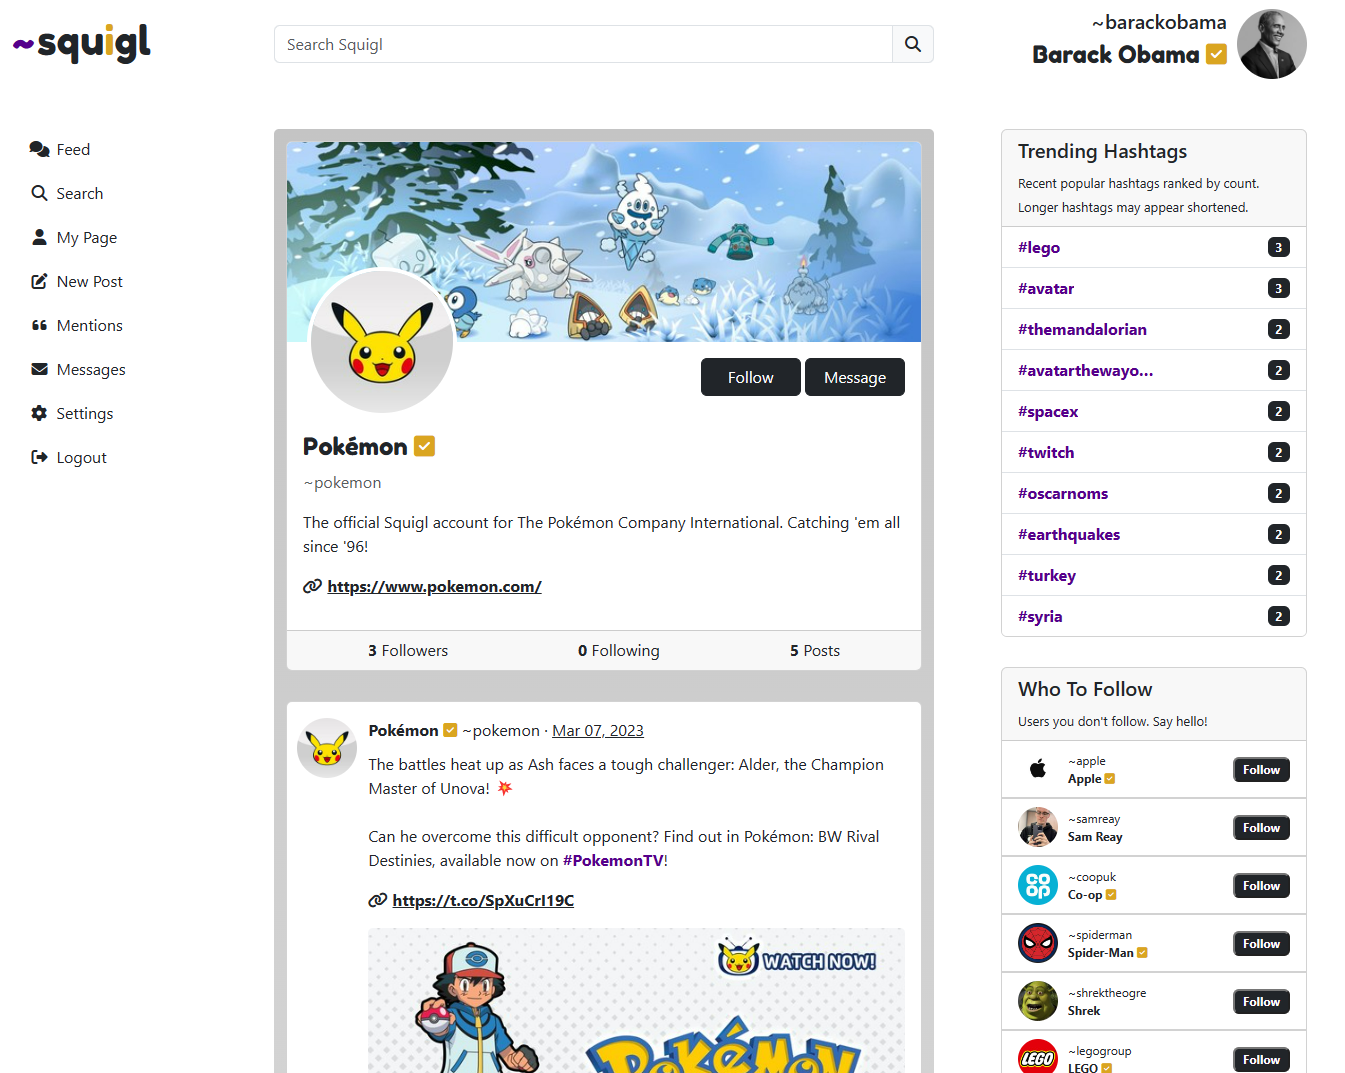 ~squigl
Search Squigl
~barackobama
Barack Obama
Feed
Search
My Page
New Post
Mentions
Messages
Settings
Logout
Follow
Message
Pokémon
~pokemon
The official Squigl account for The Pokémon Company International. Catching 'em all
since '96!
https://www.pokemon.com/
3 Followers
0 Following
5 Posts
Pokémon ~pokemon · Mar 07, 2023
The battles heat up as Ash faces a tough challenger: Alder, the Champion
Master of Unova! 💥
Can he overcome this difficult opponent? Find out in Pokémon: BW Rival
Destinies, available now on #PokemonTV!
https://t.co/SpXuCrI19C
WATCH NOW!
POKéMON
Trending Hashtags
Recent popular hashtags ranked by count.
Longer hashtags may appear shortened.
#lego 3
#avatar 3
#themandalorian 2
#avatarthewayo... 2
#spacex 2
#twitch 2
#oscarnoms 2
#earthquakes 2
#turkey 2
#syria 2
Who To Follow
Users you don't follow. Say hello!
~apple
Apple
Follow
~samreay
Sam Reay
Follow
co
op
~coopuk
Co-op
Follow
~spiderman
Spider-Man
Follow
~shrektheogre
Shrek
Follow
LEGO
~legogroup
LEGO
Follow